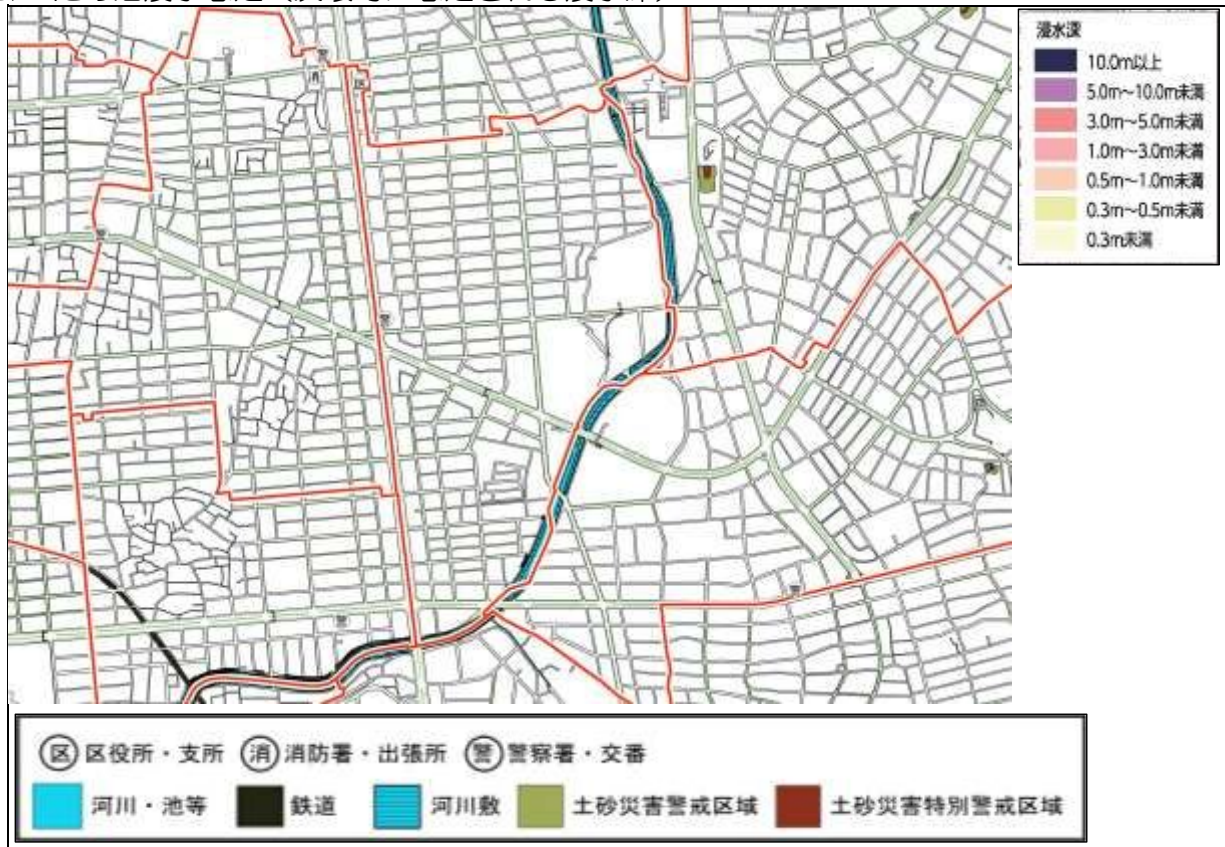 浸水深
10.0m以上
5.0m〜10.0m未満
3.0m〜5.0m未満
1.0m〜3.0m未満
0.5m〜1.0m未満
0.3m〜0.5m未満
0.3m未満
区 区役所・支所 消 消防署・出張所 警 警察署・交番
河川・池等 鉄道 河川敷 土砂災害警戒区域 土砂災害特別警戒区域